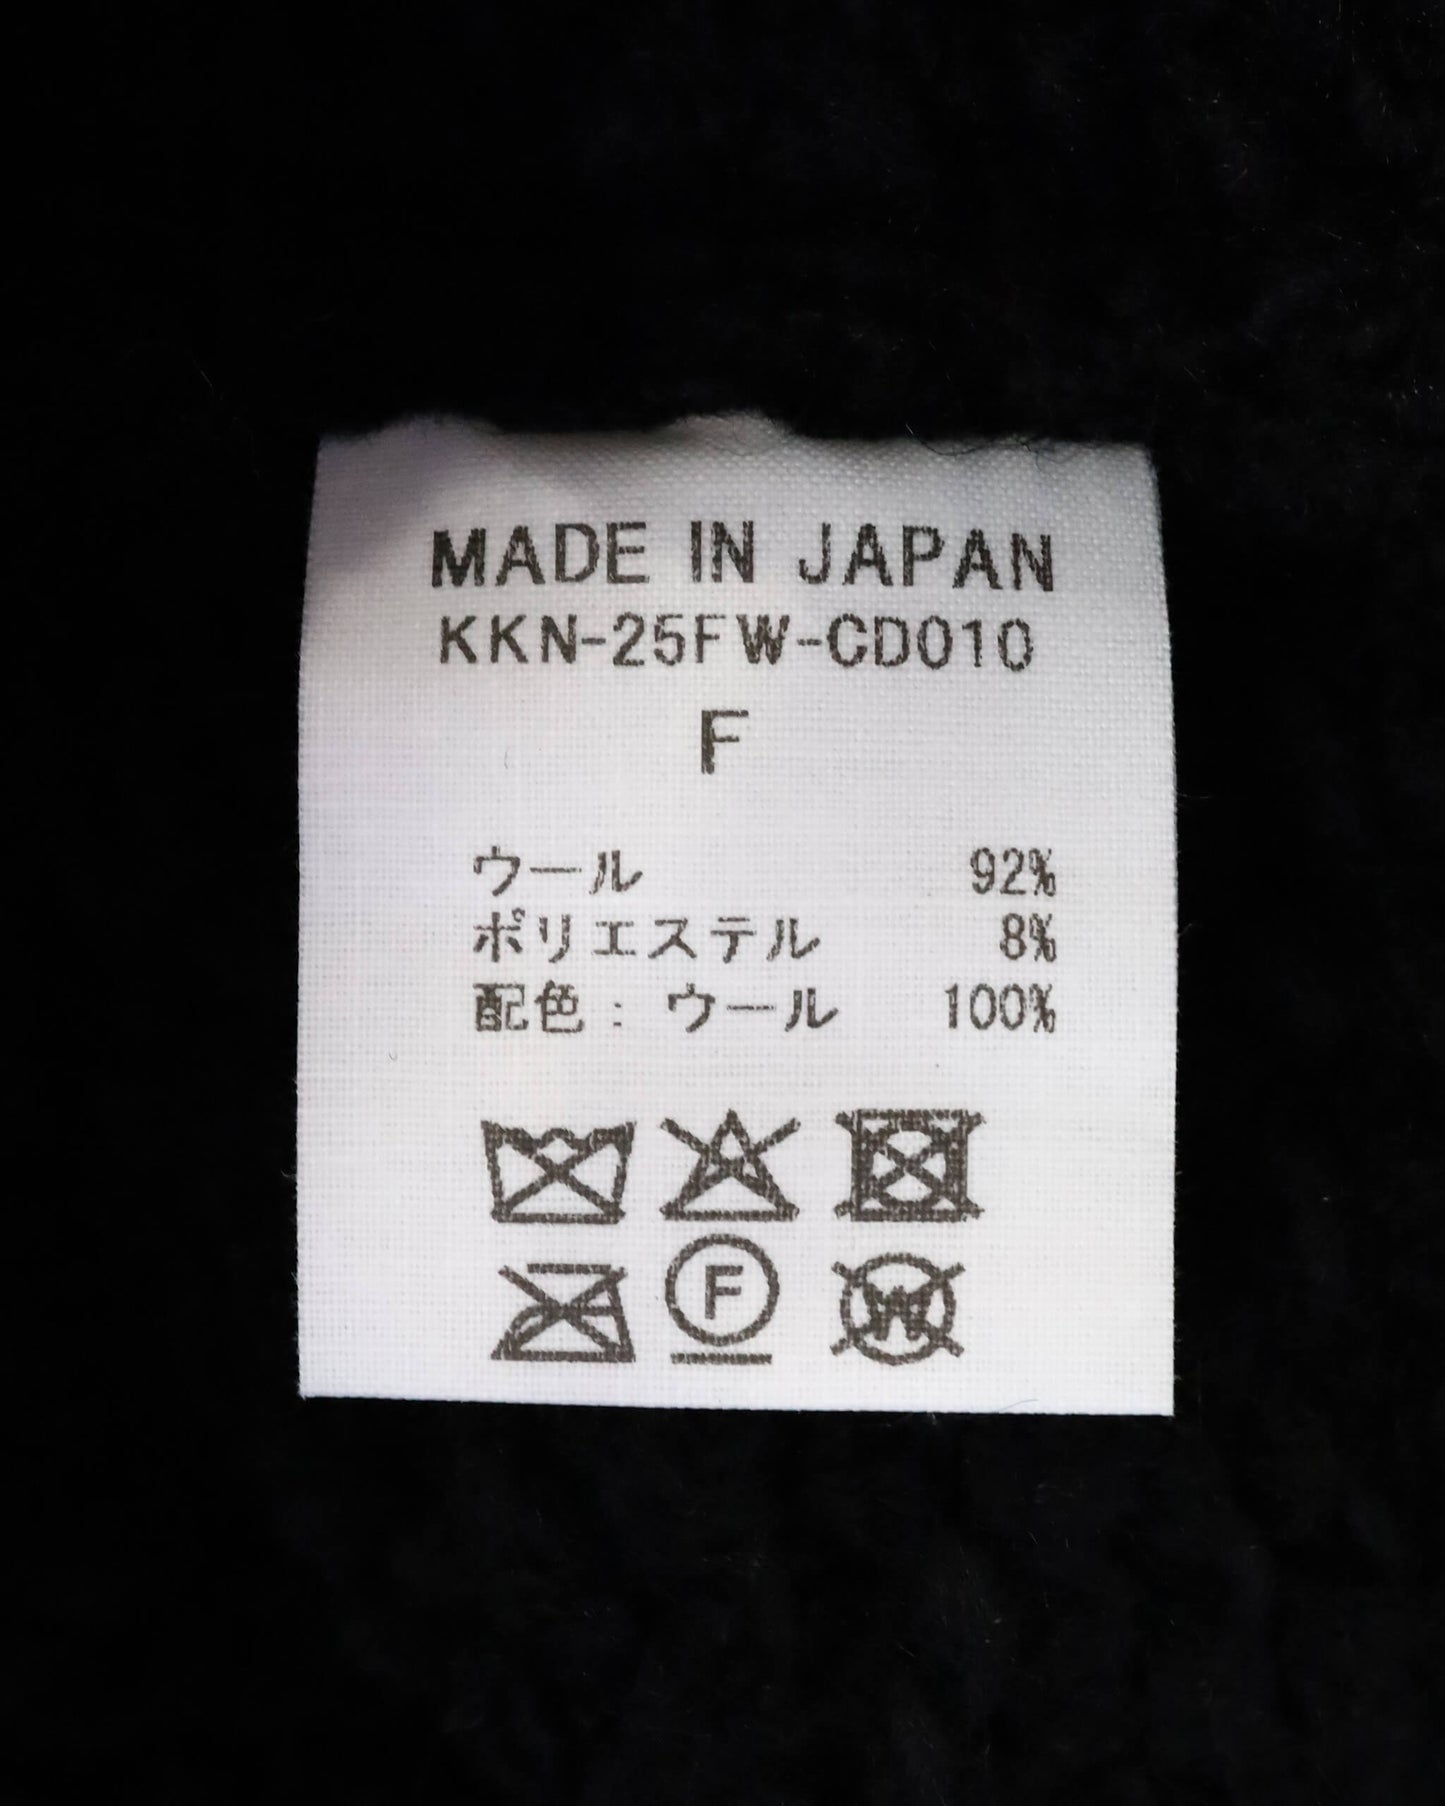 MADE IN JAPAN
KKN-25FW-CD010
F
ウール 92%
ポリエステル 8%
配色: ウール 100%
F
W